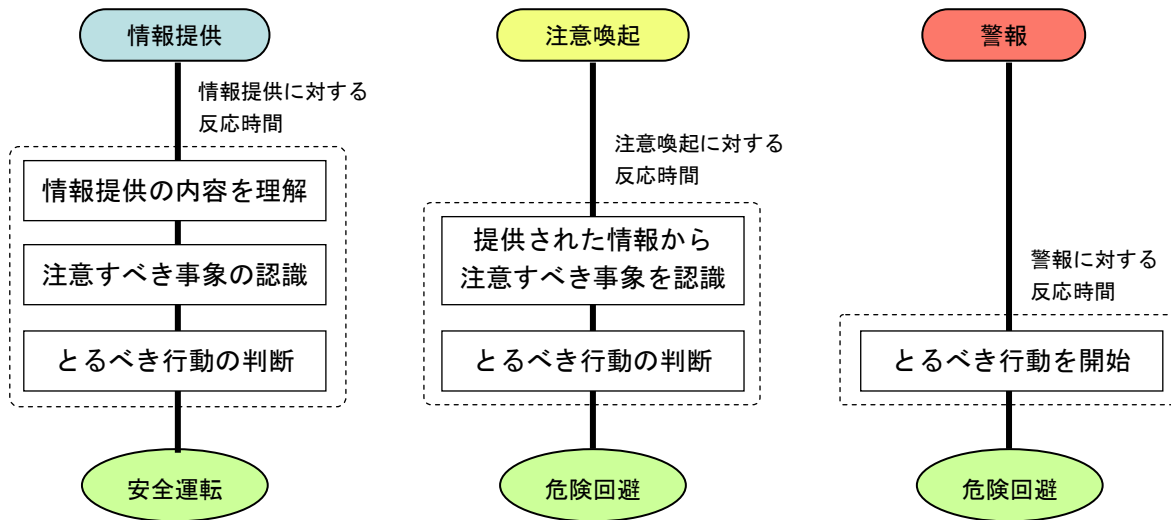 情報提供
情報提供に対する
反応時間
情報提供の内容を理解
注意すべき事象の認識
とるべき行動の判断
安全運転
注意喚起
注意喚起に対する
反応時間
提供された情報から
注意すべき事象を認識
とるべき行動の判断
危険回避
警報
警報に対する
反応時間
とるべき行動を開始
危険回避